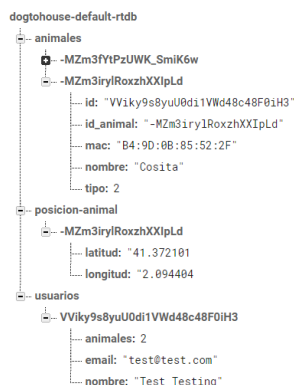 dogtohouse-default-rtdb
animales
-MZm3fYtPzUWK_SmiK6w
-MZm3irylRoxzhXXIpLd
id: "VViky9s8yuU0di1VWd48c48F0iH3"
id_animal: "-MZm3irylRoxzhXXIpLd"
mac: "B4:9D:0B:85:52:2F"
nombre: "Cosita"
tipo: 2
posicion-animal
-MZm3irylRoxzhXXIpLd
latitud: "41.372101
longitud: "2.094404
usuarios
VViky9s8yuU0di1VWd48c48F0iH3
animales: 2
email: "test@test.com"
nombre: "Test Testing"